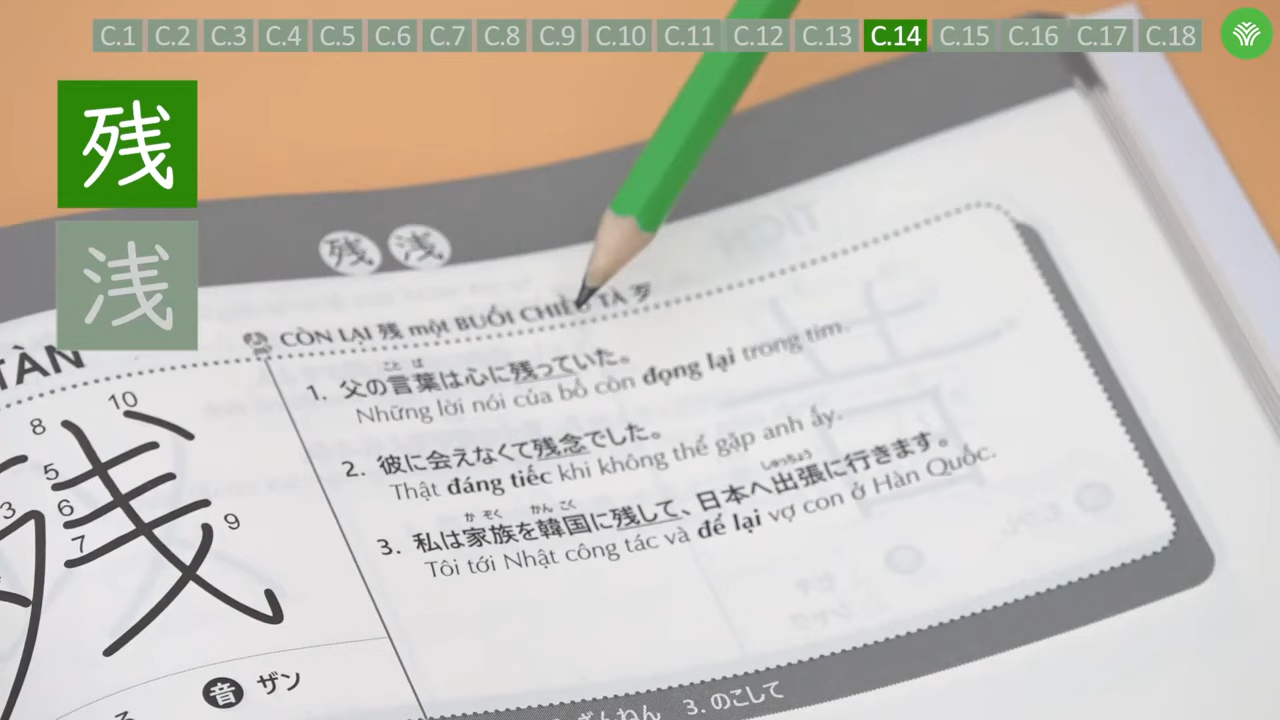 C.1 C.2 C.3 C.4 C.5 C.6 C.7 C.8 C.9 C.10 C.11 C.12 C.13 C.14 C.15 C.16 C.17 C.18
残
浅
残 浅
TÀN
CÒN LẠI 残 một BUỔI CHIỀU TÀ 歹
こと ば
1. 父の言葉は心に残っていた。
Những lời nói của bố còn đọng lại trong tim.
2. 彼に会えなくて残念でした。
Thật đáng tiếc khi không thể gặp anh ấy.
か ぞく かん こく しゅっちょう
3. 私は家族を韓国に残して、日本へ出張に行きます。
Tôi tới Nhật công tác và để lại vợ con ở Hàn Quốc.
8 10
5
3 6 9
7
残
音 ザン
ざんねん 3. のこして